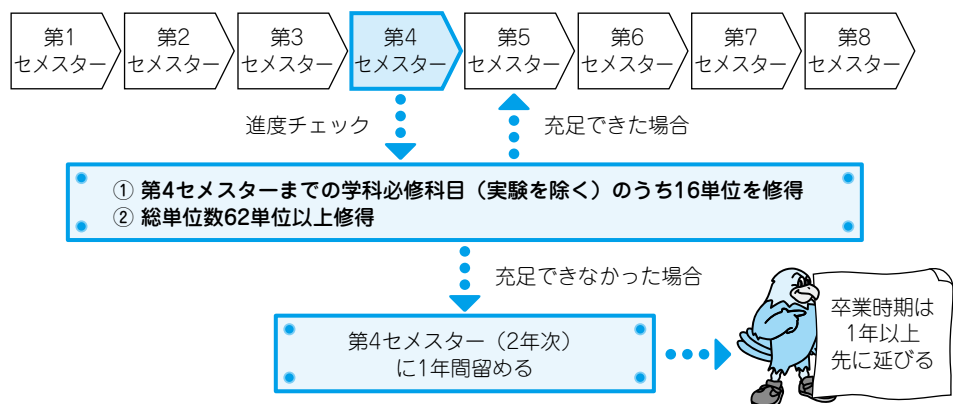 第1
セメスター
第2
セメスター
第3
セメスター
第4
セメスター
第5
セメスター
第6
セメスター
第7
セメスター
第8
セメスター
進度チェック
充足できた場合
① 第4セメスターまでの学科必修科目（実験を除く）のうち16単位を修得
② 総単位数62単位以上修得
充足できなかった場合
第4セメスター（2年次）
に1年間留める
卒業時期は
1年以上
先に延びる